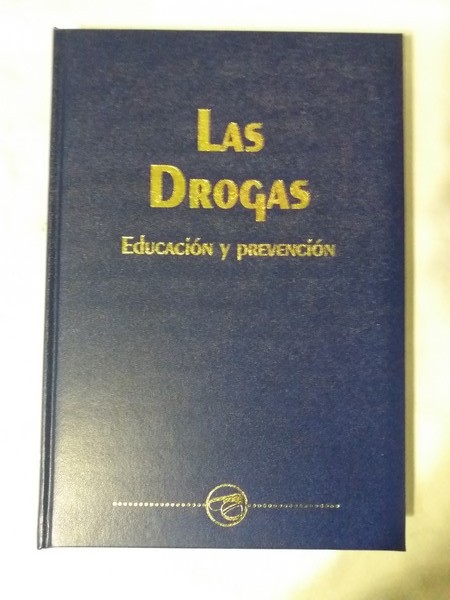 LAS
DROGAS
EDUCACIÓN Y PREVENCIÓN